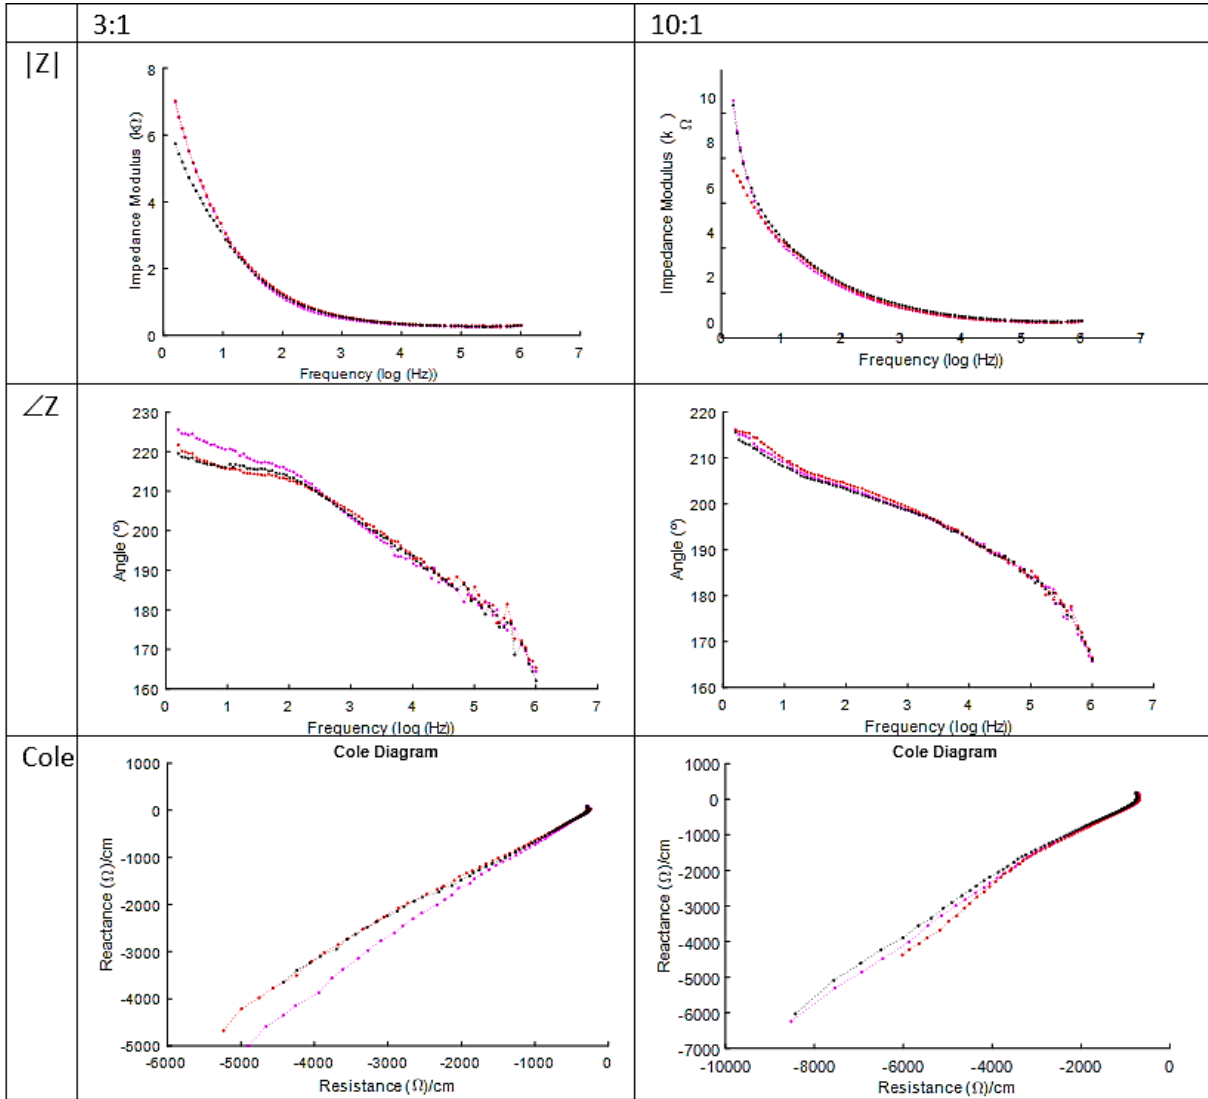 3:1
10:1
|Z|
8
6
4
2
0
0 1 2 3 4 5 6 7
Impedance Modulus (kΩ)
Frequency (log (Hz))
10
8
6
4
2
0
0 1 2 3 4 5 6 7
Impedance Modulus (k )
Ω
Frequency (log (Hz))
∠Z
230
220
210
200
190
180
170
160
0 1 2 3 4 5 6 7
Angle (º)
Frequency (log (Hz))
220
210
200
190
180
170
160
0 1 2 3 4 5 6 7
Angle (º)
Frequency (log (Hz))
Cole
Cole Diagram
1000
0
-1000
-2000
-3000
-4000
-5000
-6000 -5000 -4000 -3000 -2000 -1000 0
Reactance (Ω)/cm
Resistance (Ω)/cm
Cole Diagram
1000
0
-1000
-2000
-3000
-4000
-5000
-6000
-7000
-10000 -8000 -6000 -4000 -2000 0
Reactance (Ω)/cm
Resistance (Ω)/cm